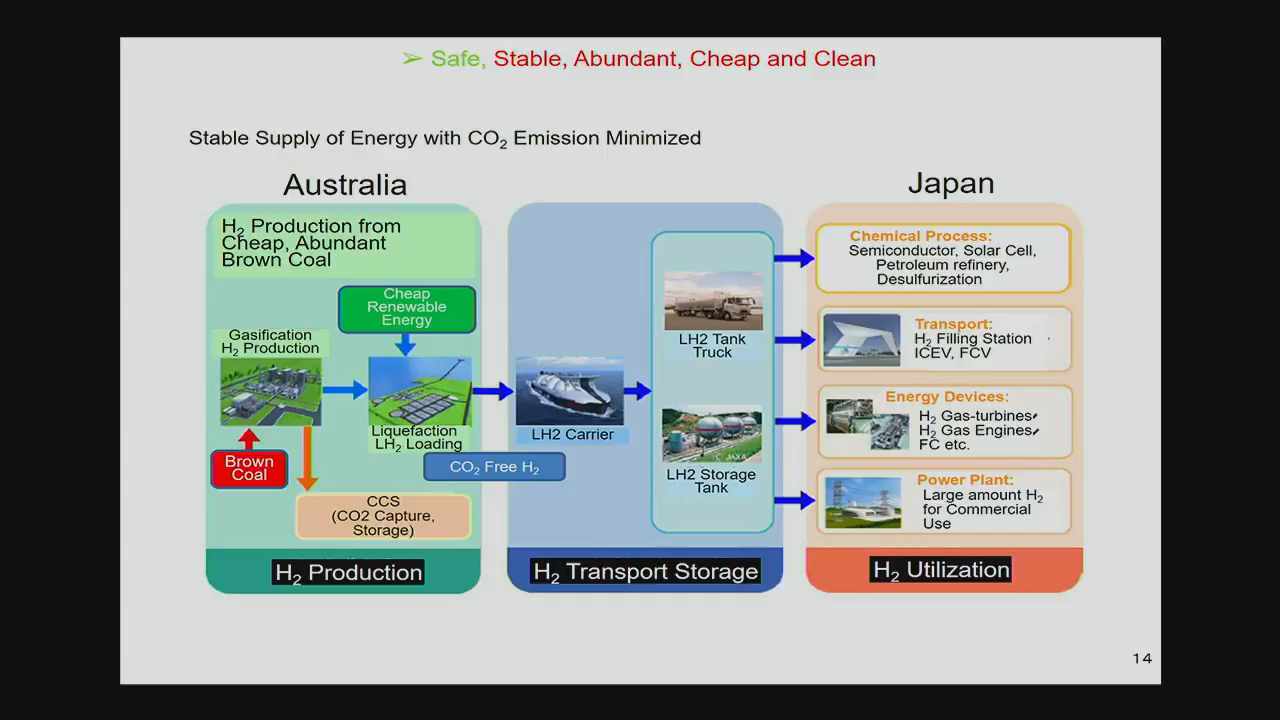 ➢ Safe, Stable, Abundant, Cheap and Clean
Stable Supply of Energy with CO₂ Emission Minimized
Australia
H₂ Production from
Cheap, Abundant
Brown Coal
Cheap
Renewable
Energy
Gasification
H₂ Production
Liquefaction
LH₂ Loading
Brown
Coal
CO₂ Free H₂
CCS
(CO2 Capture,
Storage)
H₂ Production
LH2 Carrier
LH2 Tank
Truck
© JAXA
LH2 Storage
Tank
H₂ Transport Storage
Japan
Chemical Process:
Semiconductor, Solar Cell,
Petroleum refinery,
Desulfurization
Transport:
H₂ Filling Station
ICEV, FCV
Energy Devices:
H₂ Gas-turbines
H₂ Gas Engines
FC etc.
Power Plant:
Large amount H₂
for Commercial
Use
H₂ Utilization
14